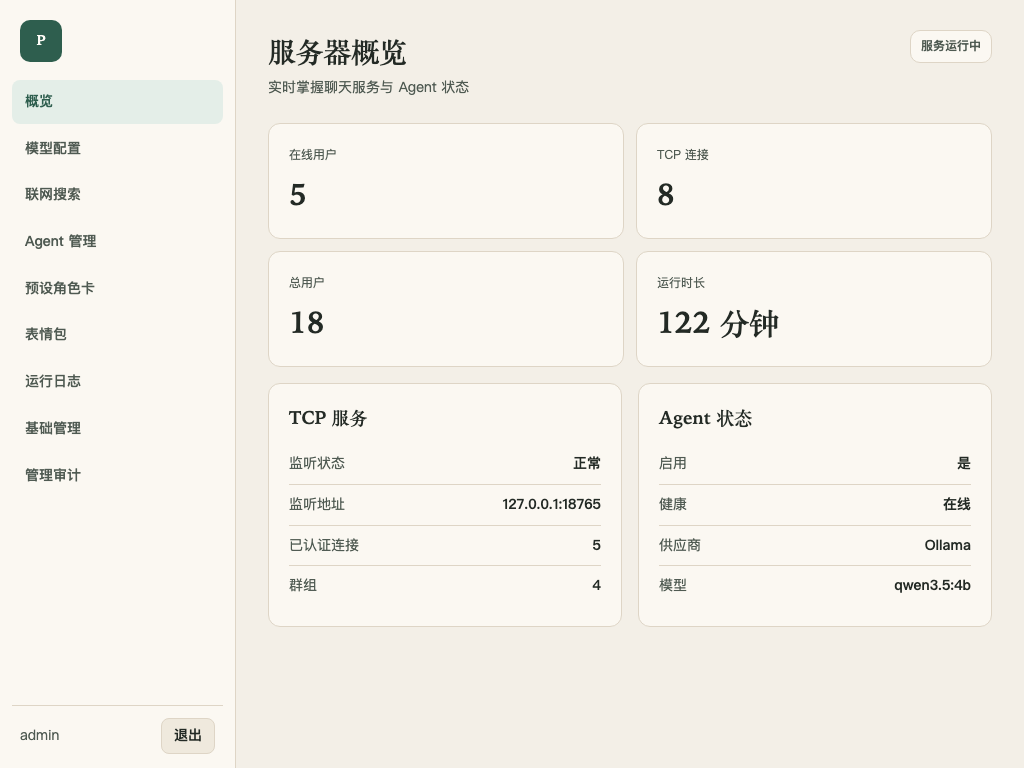 P
概览
模型配置
联网搜索
Agent 管理
预设角色卡
表情包
运行日志
基础管理
管理审计
admin
退出
服务器概览
服务运行中
实时掌握聊天服务与 Agent 状态
在线用户
5
TCP 连接
8
总用户
18
运行时长
122 分钟
TCP 服务
监听状态 正常
监听地址 127.0.0.1:18765
已认证连接 5
群组 4
Agent 状态
启用 是
健康 在线
供应商 Ollama
模型 qwen3.5:4b